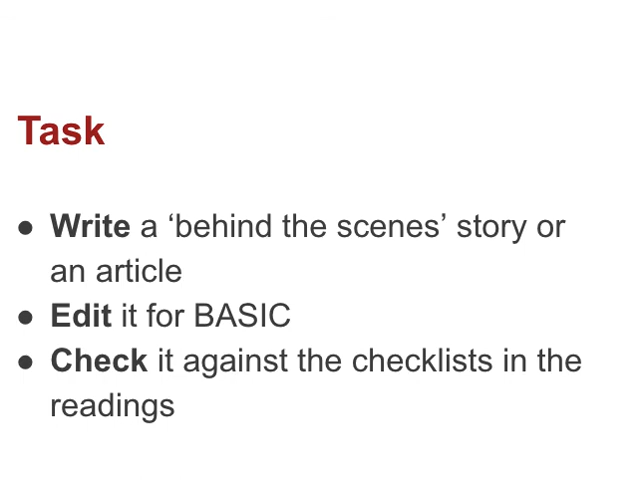 Task
● Write a ‘behind the scenes’ story or
an article
● Edit it for BASIC
● Check it against the checklists in the
readings